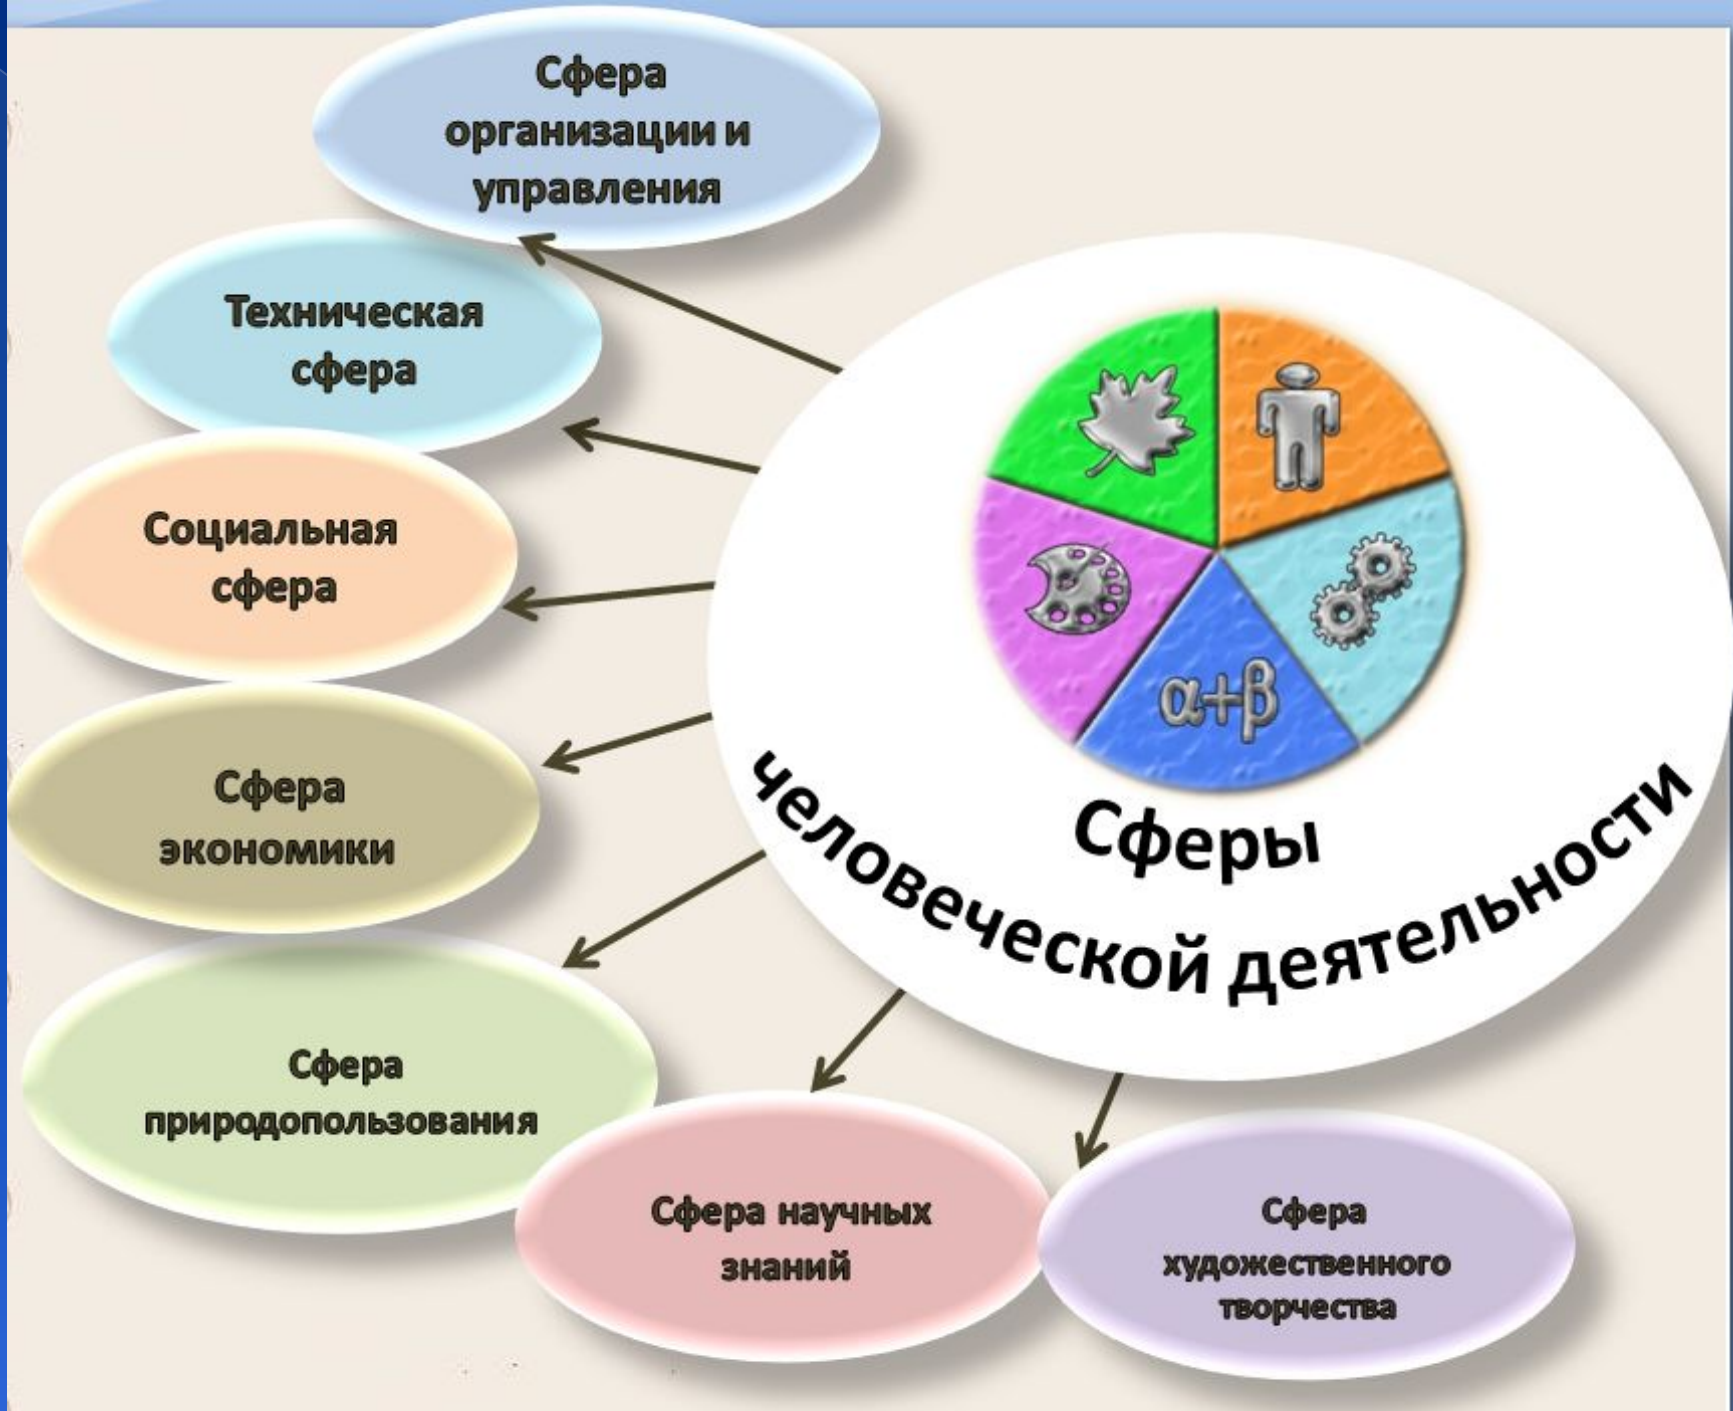 Сфера
организации и
управления
Техническая
сфера
Социальная
сфера
Сфера
экономики
Сфера
природопользования
Сфера научных
знаний
Сфера
художественного
творчества
α+β
Сферы
человеческой деятельности